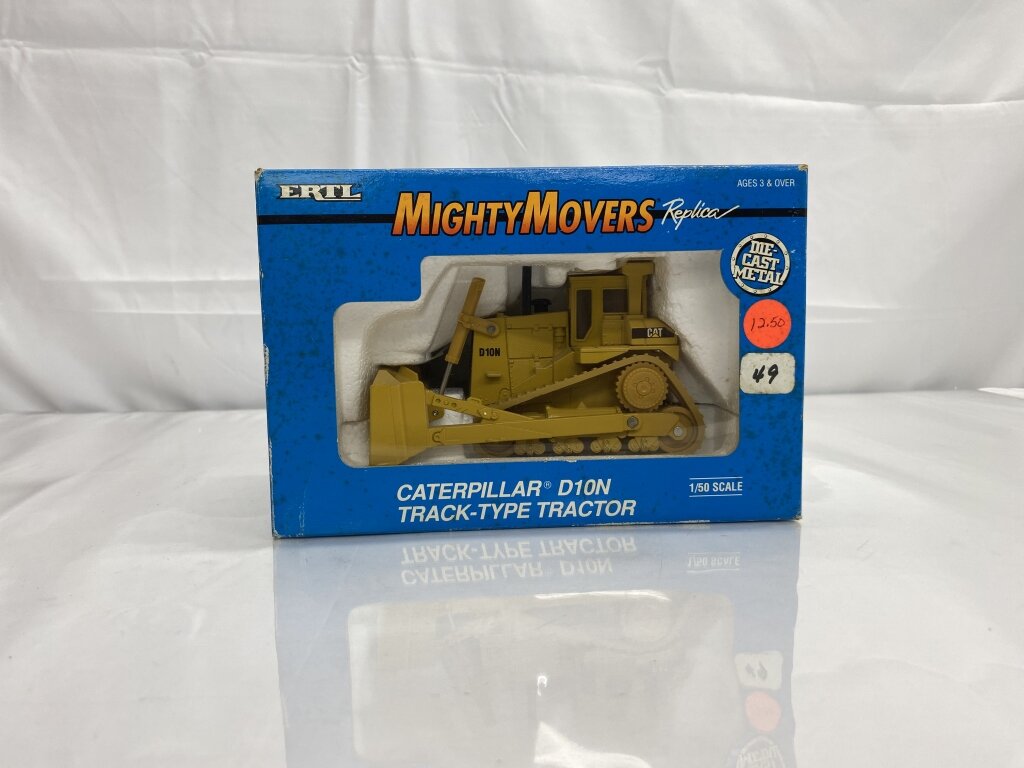 ERTL
AGES 3 & OVER
MIGHTYMOVERS Replica
DIE-
CAST
METAL
12.50
49
D10N
CAT
CATERPILLAR® D10N
TRACK-TYPE TRACTOR
1/50 SCALE